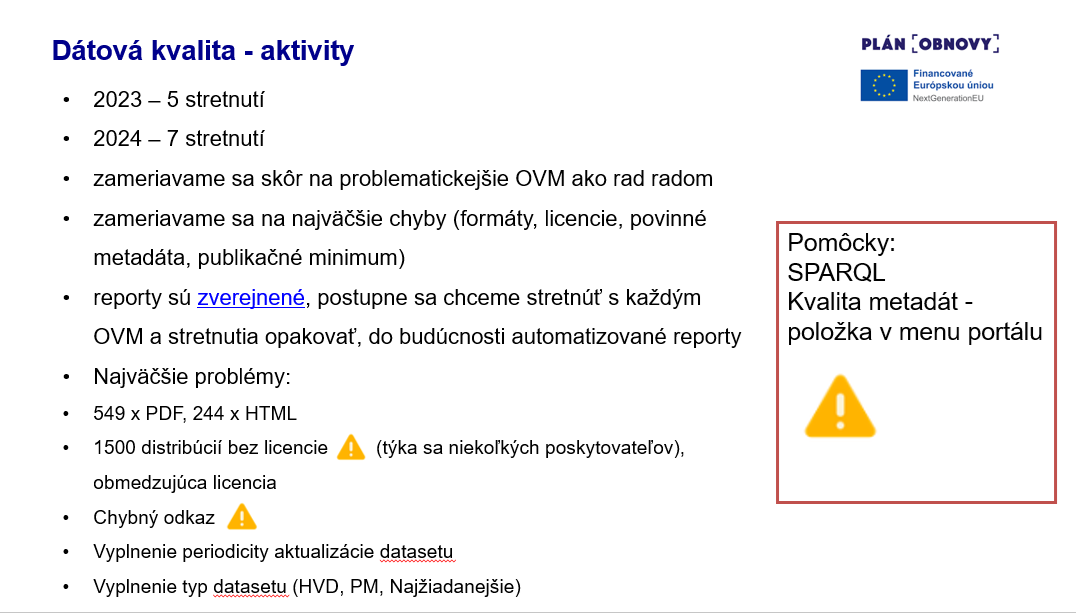 Dátová kvalita - aktivity
PLÁN [OBNOVY]
Financované
Európskou úniou
NextGenerationEU
• 2023 – 5 stretnutí
• 2024 – 7 stretnutí
• zameriavame sa skôr na problematickejšie OVM ako rad radom
• zameriavame sa na najväčšie chyby (formáty, licencie, povinné
metadáta, publikačné minimum)
• reporty sú zverejnené, postupne sa chceme stretnúť s každým
OVM a stretnutia opakovať, do budúcnosti automatizované reporty
• Najväčšie problémy:
• 549 x PDF, 244 x HTML
• 1500 distribúcií bez licencie (týka sa niekoľkých poskytovateľov),
obmedzujúca licencia
• Chybný odkaz
• Vyplnenie periodicity aktualizácie datasetu
• Vyplnenie typ datasetu (HVD, PM, Najžiadanejšie)
Pomôcky:
SPARQL
Kvalita metadát -
položka v menu portálu